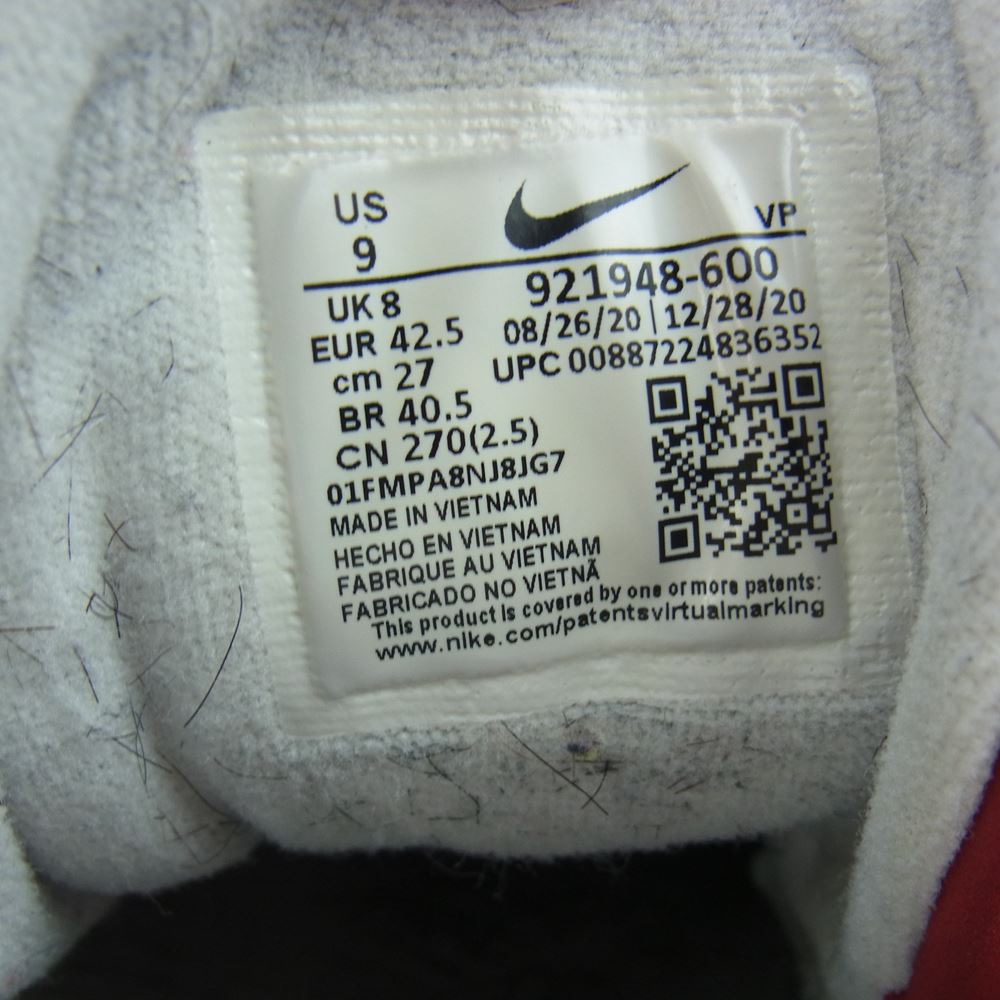 US
9
VP
921948-600
08/26/20 | 12/28/20
UPC 00887224836352
UK 8
EUR 42.5
cm 27
BR 40.5
CN 270(2.5)
01FMPA8NJ8JG7
MADE IN VIETNAM
HECHO EN VIETNAM
FABRIQUE AU VIETNAM
FABRICADO NO VIETNÃ
This product is covered by one or more patents:
www.nike.com/patentsvirtualmarking